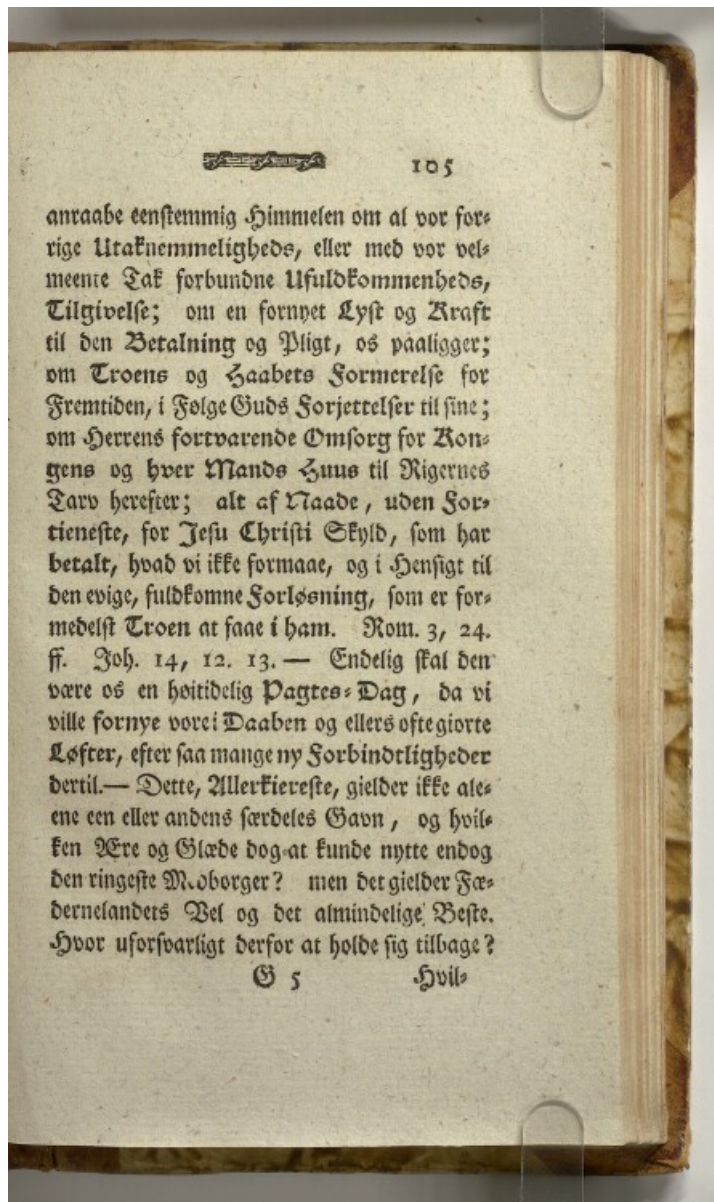 105
anraabe eenstemmig Himmelen om al vor for⸗
rige Utaknemmeligheds, eller med vor vel⸗
meente Tak forbundne Ufuldkommenheds,
Tilgivelse; om en fornyet Lyst og Kraft
til den Betalning og Pligt, os paaligger;
om Troens og Haabets Formerelse for
Fremtiden, i Følge Guds Forjettelser til sine;
om Herrens fortvarende Omsorg for Kon⸗
gens og hver Mands Huus til Rigernes
Tarv herefter; alt af Naade, uden For⸗
tieneste, for Jesu Christi Skyld, som har
betalt, hvad vi ikke formaae, og i Hensigt til
den evige, fuldkomne Forløsning, som er for⸗
medelst Troen at faae i ham. Rom. 3, 24.
ff. Joh. 14, 12. 13. — Endelig skal den
være os en høitidelig Pagtes⸗Dag, da vi
ville fornye vore i Daaben og ellers ofte giorte
Løfter, efter saa mange ny Forbindtligheder
dertil. — Dette, Allerkiereste, gielder ikke ale⸗
ene een eller andens særdeles Gavn, og hvil⸗
ken Ære og Glæde dog at kunde nytte endog
den ringeste Medborger? men det gielder Fæ⸗
dernelandets Vel og det almindelige Beste.
Hvor uforsvarligt derfor at holde sig tilbage?
G 5 Hvil⸗